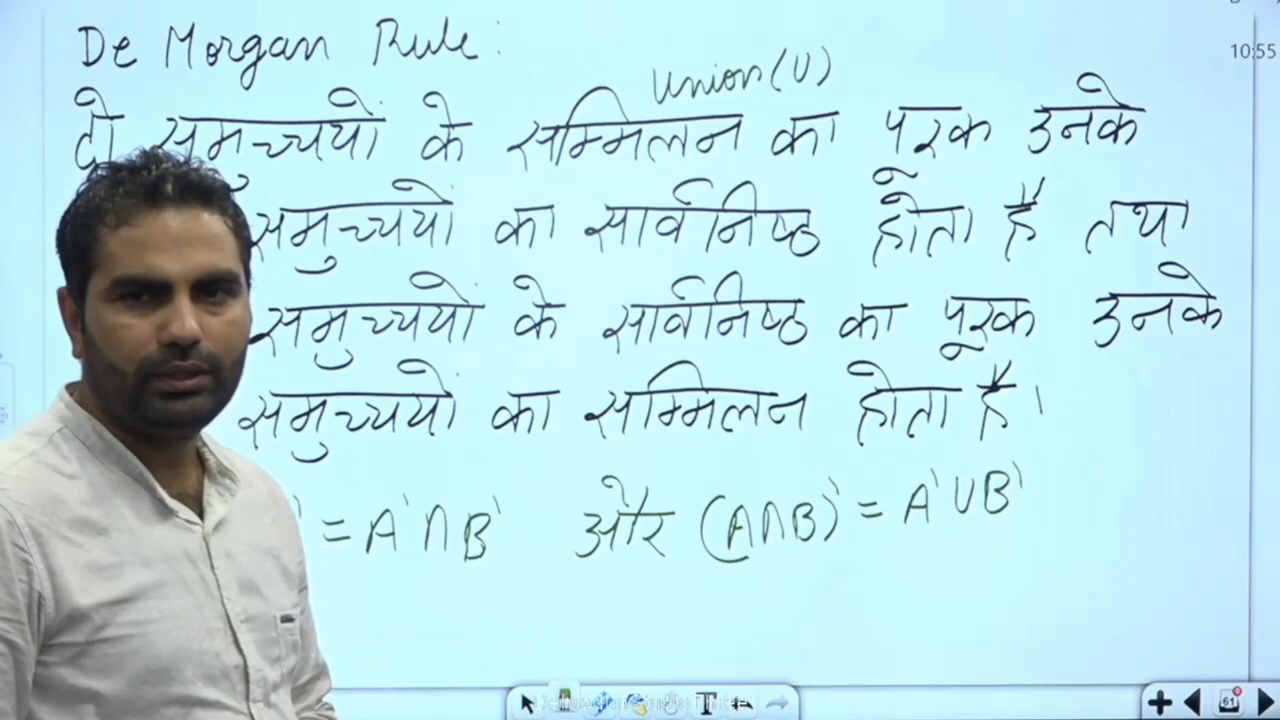 De Morgan Rule:
Union (U)
10:55
दो समुच्चयों के सम्मिलन का पूरक उनके
समुच्चयों का सार्वनिष्ठ होता है तथा
समुच्चयों के सार्वनिष्ठ का पूरक उनके
समुच्चयों का सम्मिलन होता है।
' = A' ∩ B' और (A∩B)' = A' ∪ B'
61